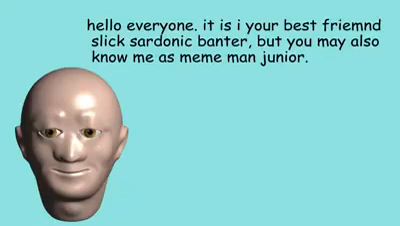 hello everyone. it is i your best friemnd
slick sardonic banter, but you may also
know me as meme man junior.